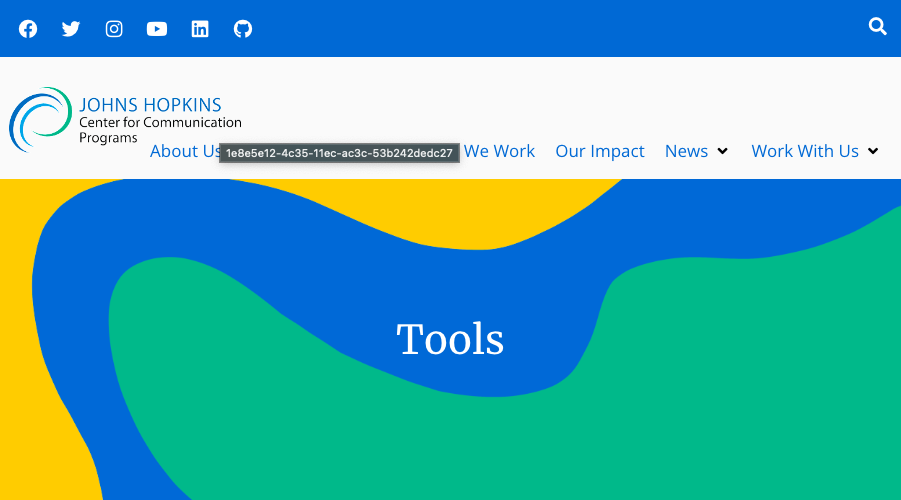 JOHNS HOPKINS
Center for Communication
Programs
About Us 1e8e5e12-4c35-11ec-ac3c-53b242dedc27 We Work Our Impact News Work With Us
Tools